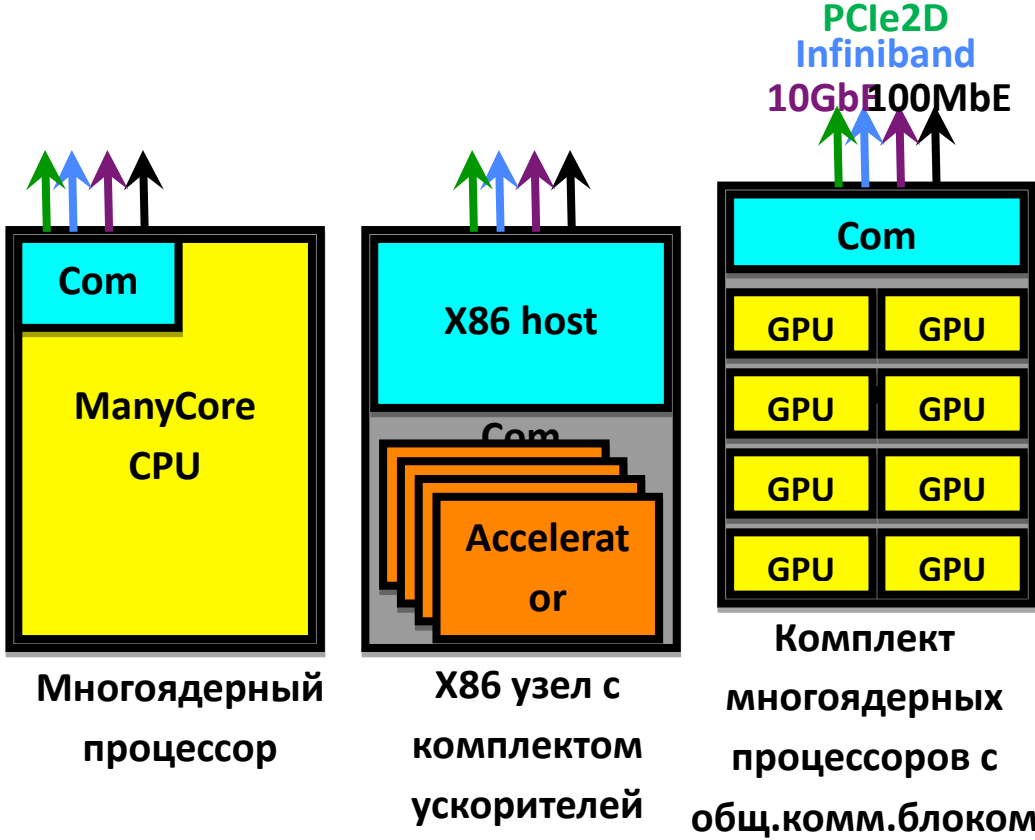 PCIe2D
Infiniband
10GbE 100MbE
Com
ManyCore
CPU
Многоядерный
процессор
X86 host
Com
Accelerat
or
X86 узел с
комплектом
ускорителей
Com
GPU GPU
GPU GPU
GPU GPU
GPU GPU
Комплект
многоядерных
процессоров с
общ.комм.блоком